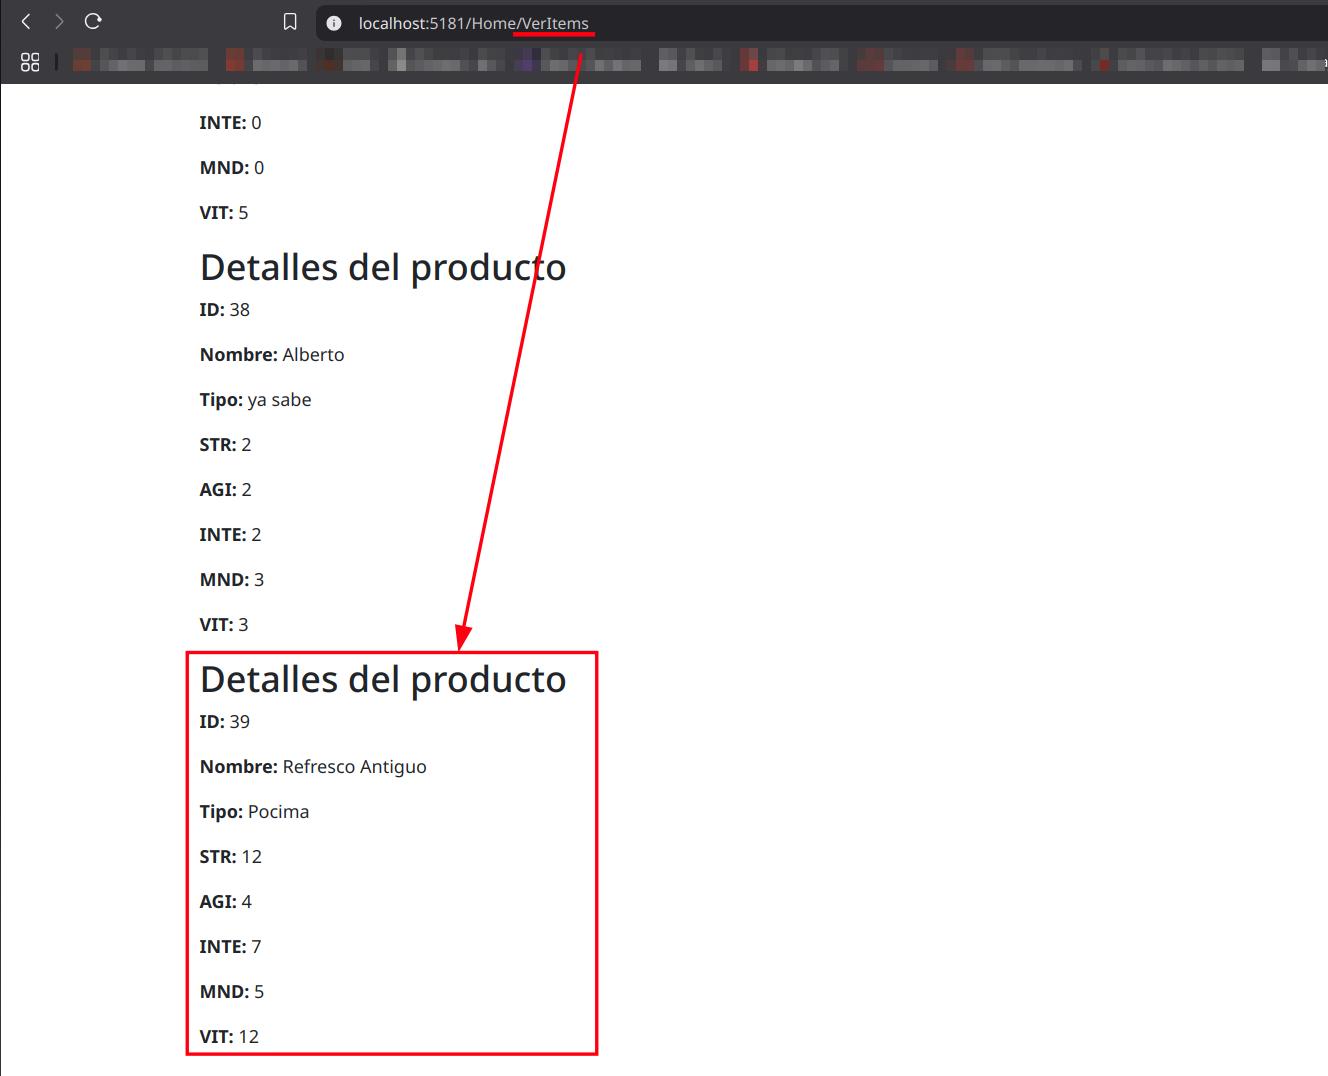 localhost:5181/Home/VerItems
INTE: 0
MND: 0
VIT: 5
Detalles del producto
ID: 38
Nombre: Alberto
Tipo: ya sabe
STR: 2
AGI: 2
INTE: 2
MND: 3
VIT: 3
Detalles del producto
ID: 39
Nombre: Refresco Antiguo
Tipo: Pocima
STR: 12
AGI: 4
INTE: 7
MND: 5
VIT: 12